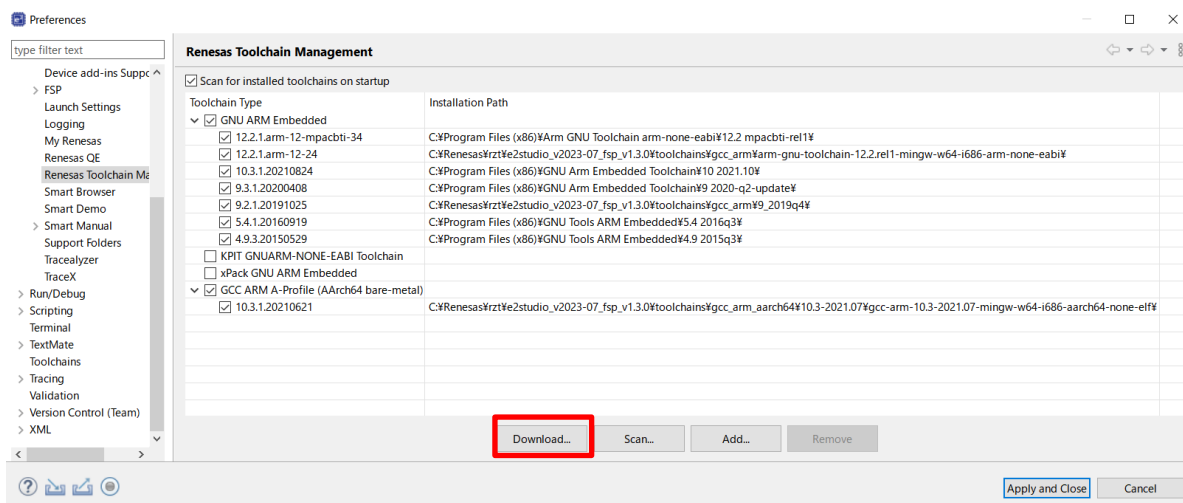 Preferences
type filter text
Renesas Toolchain Management
Device add-ins Suppc
FSP
Launch Settings
Logging
My Renesas
Renesas QE
Renesas Toolchain Ma
Smart Browser
Smart Demo
Smart Manual
Support Folders
Tracealyzer
TraceX
Run/Debug
Scripting
Terminal
TextMate
Toolchains
Tracing
Validation
Version Control (Team)
XML
Scan for installed toolchains on startup
Toolchain Type Installation Path
GNU ARM Embedded
12.2.1.arm-12-mpacbti-34 C:¥Program Files (x86)¥Arm GNU Toolchain arm-none-eabi¥12.2 mpacbti-rel1¥
12.2.1.arm-12-24 C:¥Renesas¥rzt¥e2studio_v2023-07_fsp_v1.3.0¥toolchains¥gcc_arm¥arm-gnu-toolchain-12.2.rel1-mingw-w64-i686-arm-none-eabi¥
10.3.1.20210824 C:¥Program Files (x86)¥GNU Arm Embedded Toolchain¥10 2021.10¥
9.3.1.20200408 C:¥Program Files (x86)¥GNU Arm Embedded Toolchain¥9 2020-q2-update¥
9.2.1.20191025 C:¥Renesas¥rzt¥e2studio_v2023-07_fsp_v1.3.0¥toolchains¥gcc_arm¥9_2019q4¥
5.4.1.20160919 C:¥Program Files (x86)¥GNU Tools ARM Embedded¥5.4 2016q3¥
4.9.3.20150529 C:¥Program Files (x86)¥GNU Tools ARM Embedded¥4.9 2015q3¥
KPIT GNUARM-NONE-EABI Toolchain
xPack GNU ARM Embedded
GCC ARM A-Profile (AArch64 bare-metal)
10.3.1.20210621 C:¥Renesas¥rzt¥e2studio_v2023-07_fsp_v1.3.0¥toolchains¥gcc_arm_aarch64¥10.3-2021.07¥gcc-arm-10.3-2021.07-mingw-w64-i686-aarch64-none-elf¥
Download... Scan... Add... Remove
Apply and Close Cancel